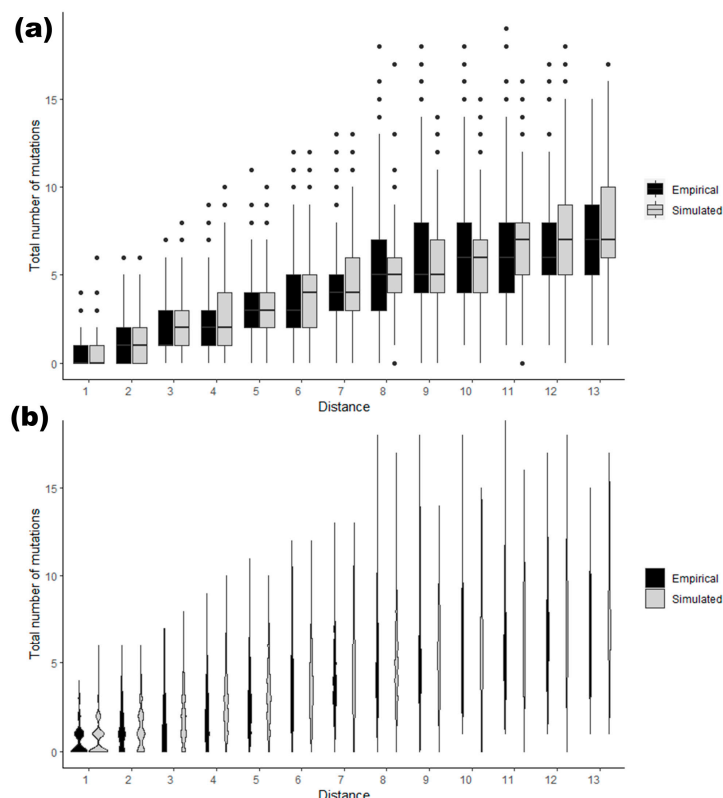 (a)
Total number of mutations
15
10
5
0
1 2 3 4 5 6 7 8 9 10 11 12 13
Distance
Empirical
Simulated
(b)
Total number of mutations
15
10
5
0
1 2 3 4 5 6 7 8 9 10 11 12 13
Distance
Empirical
Simulated